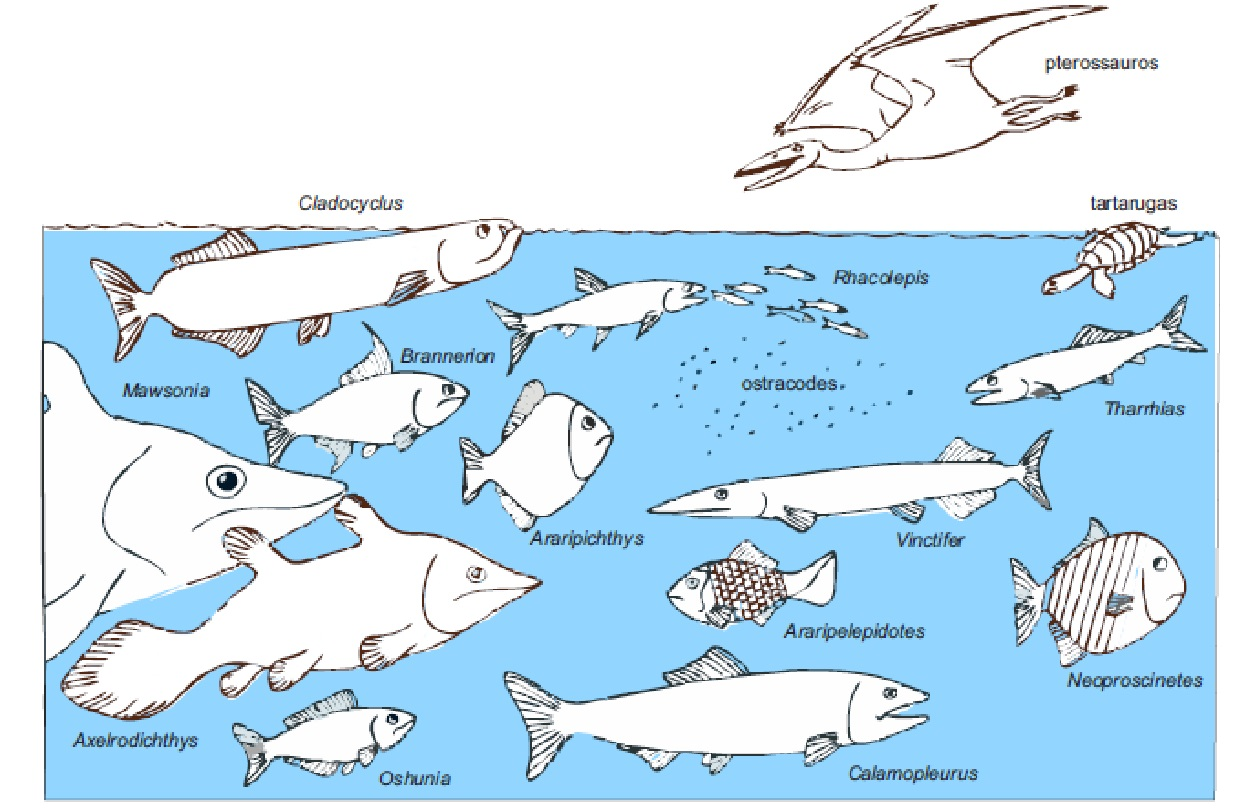 pterossauros
Cladocyclus
tartarugas
Rhacolepis
Brannerion
ostracodes
Mawsonia
Tharrhias
Araripichthys
Vinctifer
Araripelepidotes
Neoproscinetes
Axelrodichthys
Oshunia
Calamopleurus